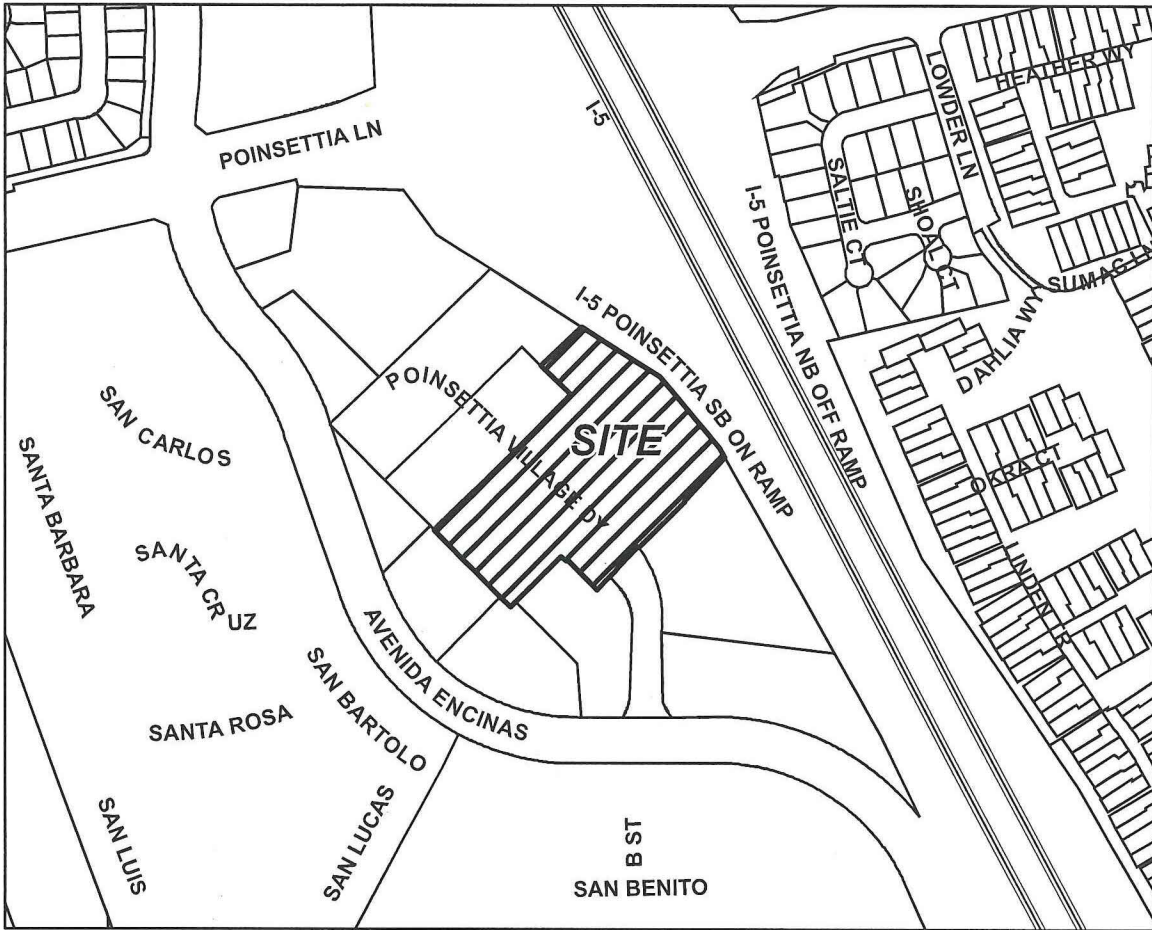 HEATHER WY
LOWDER LN
I-5
POINSETTIA LN
SALTIE CT
SHOAL CT
I-5 POINSETTIA NB OFF RAMP
SUMAC LN
DAHLIA WY
I-5 POINSETTIA SB ON RAMP
POINSETTIA VILLAGE DY
SITE
SAN CARLOS
SANTA BARBARA
OKRA CT
SANTA CRUZ
LINDEN
AVENIDA ENCINAS
SAN BARTOLO
SANTA ROSA
SAN LUIS
SAN LUCAS
B ST
SAN BENITO